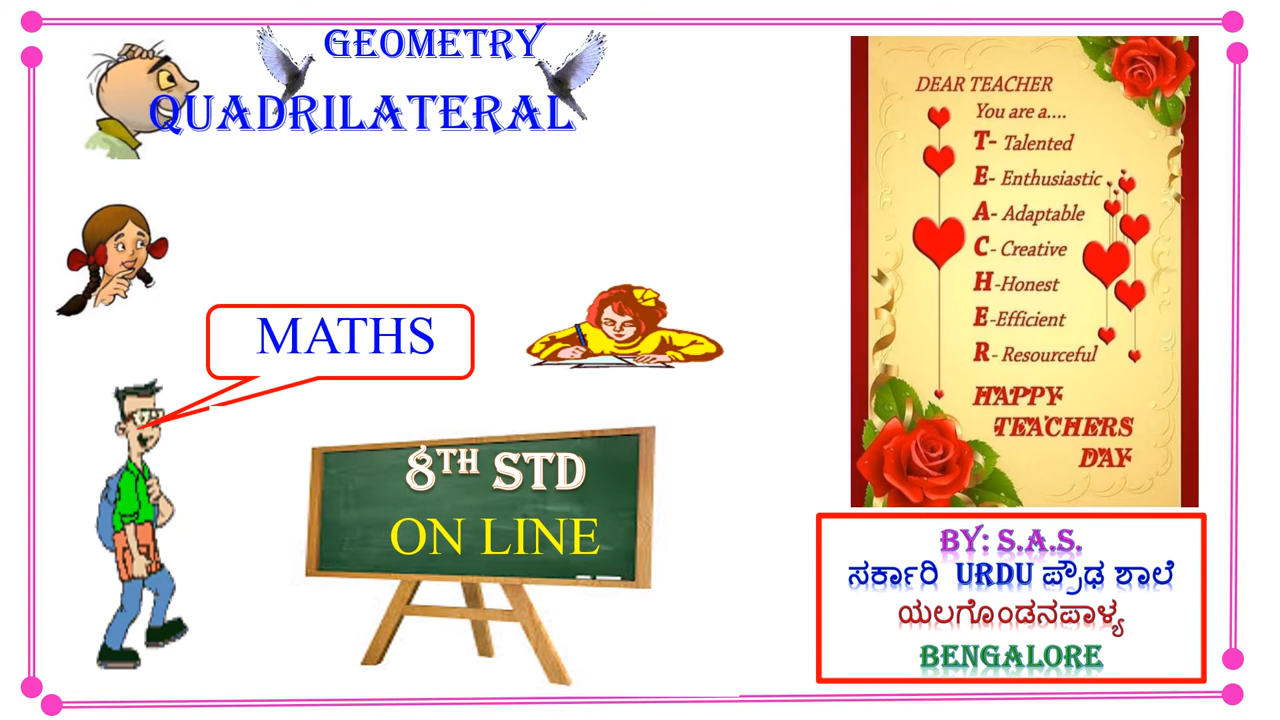 GEOMETRY
QUADRILATERAL
MATHS
8TH STD
ON LINE
DEAR TEACHER
You are a....
T- Talented
E- Enthusiastic
A- Adaptable
C- Creative
H-Honest
E-Efficient
R- Resourceful
HAPPY
TEACHERS
DAY
BY: S.A.S.
ಸರ್ಕಾರಿ URDU ಪ್ರೌಢ ಶಾಲೆ
ಯಲಗೊಂಡನಪಾಳ್ಯ
BENGALORE